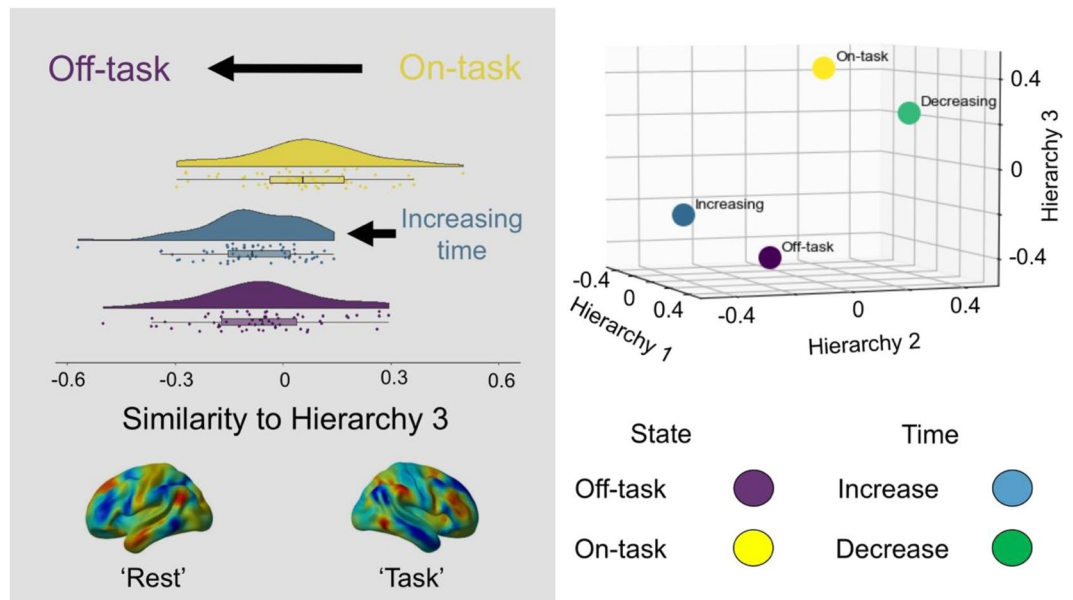 Off-task
On-task
Increasing
time
-0.6
-0.3
0
0.3
0.6
Similarity to Hierarchy 3
‘Rest’
‘Task’
On-task
Decreasing
Increasing
Off-task
0.4
0
-0.4
Hierarchy 3
-0.4
0
0.4
Hierarchy 1
-0.4
0
0.4
Hierarchy 2
State
Time
Off-task
Increase
On-task
Decrease